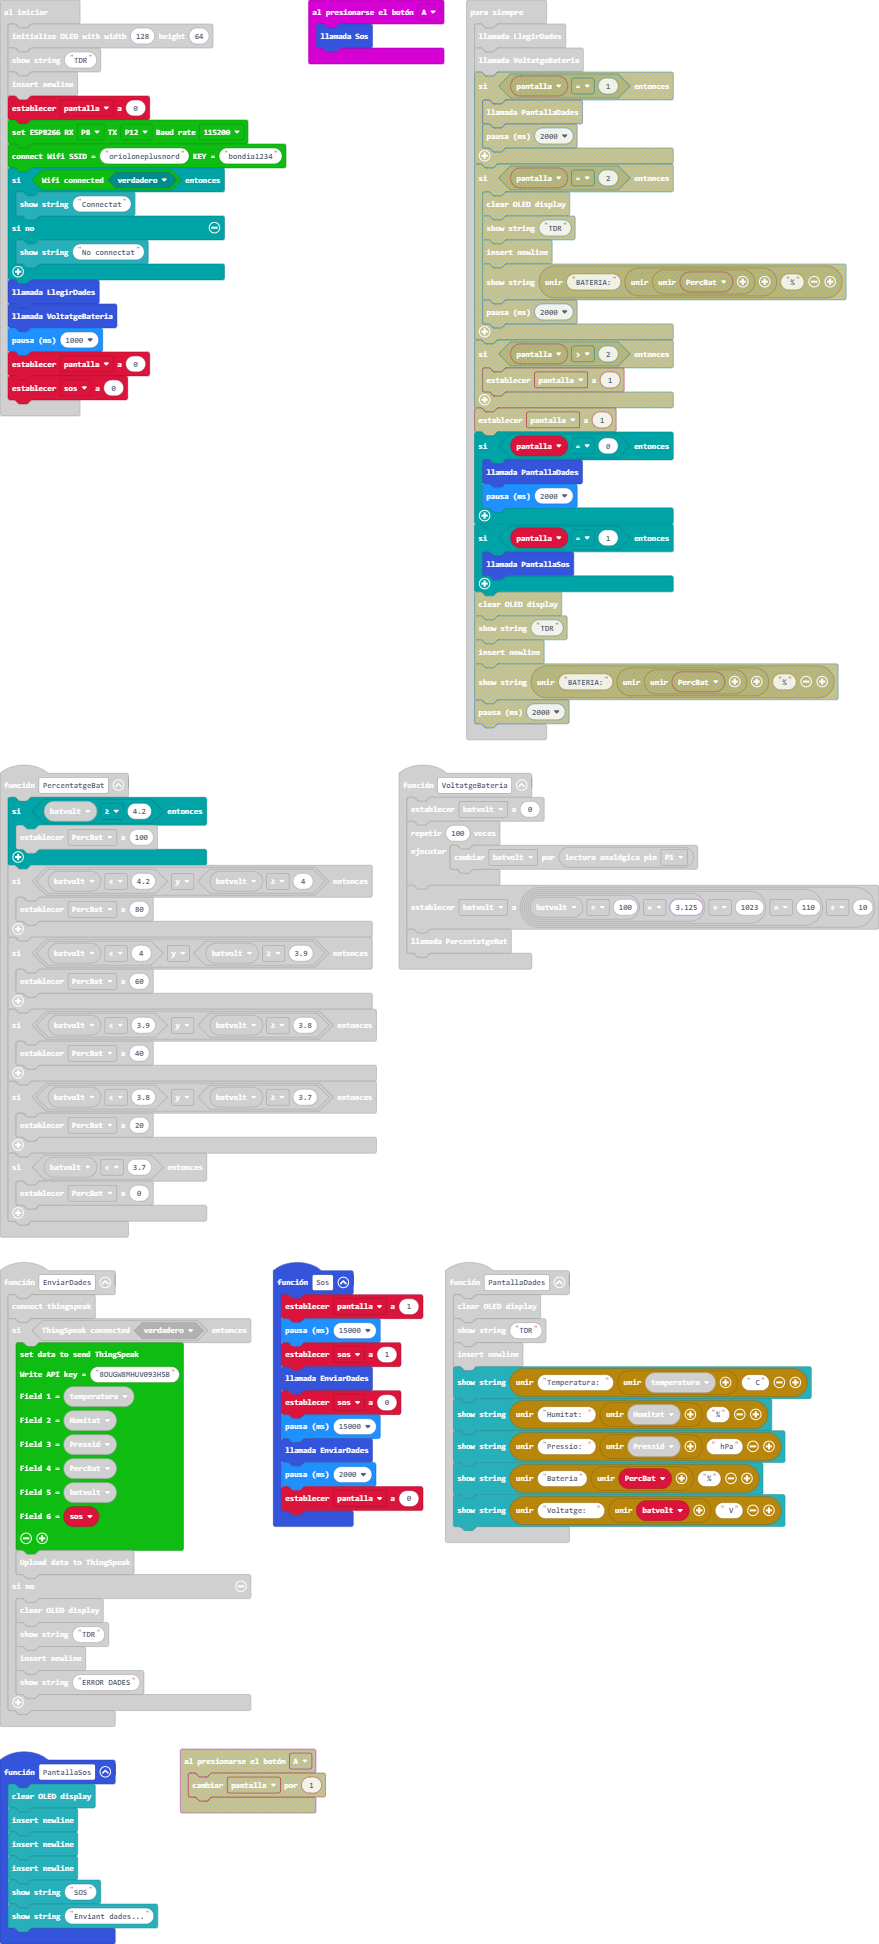 al iniciar
initialize OLED with width 128 height 64
show string "TDR"
insert newline
establecer pantalla a 0
set ESP8266 RX P8 TX P12 Baud rate 115200
connect Wifi SSID = "orioloneplusnord" KEY = "bondia1234"
si Wifi connected verdadero entonces
show string "Connectat"
si no
show string "No connectat"
llamada LlegirDades
llamada VoltatgeBateria
pausa (ms) 1000
establecer pantalla a 0
establecer sos a 0
al presionarse el botón A
llamada Sos
para siempre
llamada LlegirDades
llamada VoltatgeBateria
si pantalla = 1 entonces
llamada PantallaDades
pausa (ms) 2000
si pantalla = 2 entonces
clear OLED display
show string "TDR"
insert newline
show string unir "BATERIA:" unir unir PercBat "%"
pausa (ms) 2000
si pantalla > 2 entonces
establecer pantalla a 1
establecer pantalla a 1
si pantalla = 0 entonces
llamada PantallaDades
pausa (ms) 2000
si pantalla = 1 entonces
llamada PantallaSos
clear OLED display
show string "TDR"
insert newline
show string unir "BATERIA:" unir unir PercBat "%"
pausa (ms) 2000
función PercentatgeBat
si batvolt ≥ 4.2 entonces
establecer PercBat a 100
si batvolt < 4.2 y batvolt ≥ 4 entonces
establecer PercBat a 80
si batvolt < 4 y batvolt ≥ 3.9 entonces
establecer PercBat a 60
si batvolt < 3.9 y batvolt ≥ 3.8 entonces
establecer PercBat a 40
si batvolt < 3.8 y batvolt ≥ 3.7 entonces
establecer PercBat a 20
si batvolt < 3.7 entonces
establecer PercBat a 0
función VoltatgeBateria
establecer batvolt a 0
repetir 100 veces
ejecutar cambiar batvolt por lectura analógica pin P1
establecer batvolt a batvolt ÷ 100 × 3.125 ÷ 1023 × 110 ÷ 10
llamada PercentatgeBat
función EnviarDades
connect thingspeak
si ThingSpeak connected verdadero entonces
set data to send ThingSpeak
Write API key = "8OUGW8MHUV093HSB"
Field 1 = temperatura
Field 2 = Humitat
Field 3 = Pressió
Field 4 = PercBat
Field 5 = batvolt
Field 6 = sos
Upload data to ThingSpeak
si no
clear OLED display
show string "TDR"
insert newline
show string "ERROR DADES"
función Sos
establecer pantalla a 1
pausa (ms) 15000
establecer sos a 1
llamada EnviarDades
establecer sos a 0
pausa (ms) 15000
llamada EnviarDades
pausa (ms) 2000
establecer pantalla a 0
función PantallaDades
clear OLED display
show string "TDR"
insert newline
show string unir "Temperatura: " unir temperatura " C"
show string unir "Humitat: " unir Humitat "%"
show string unir "Pressio: " unir Pressió " hPa"
show string unir "Bateria" unir PercBat "%"
show string unir "Voltatge: " unir batvolt " V"
función PantallaSos
clear OLED display
insert newline
insert newline
insert newline
show string "SOS"
show string "Enviant dades..."
al presionarse el botón A
cambiar pantalla por 1